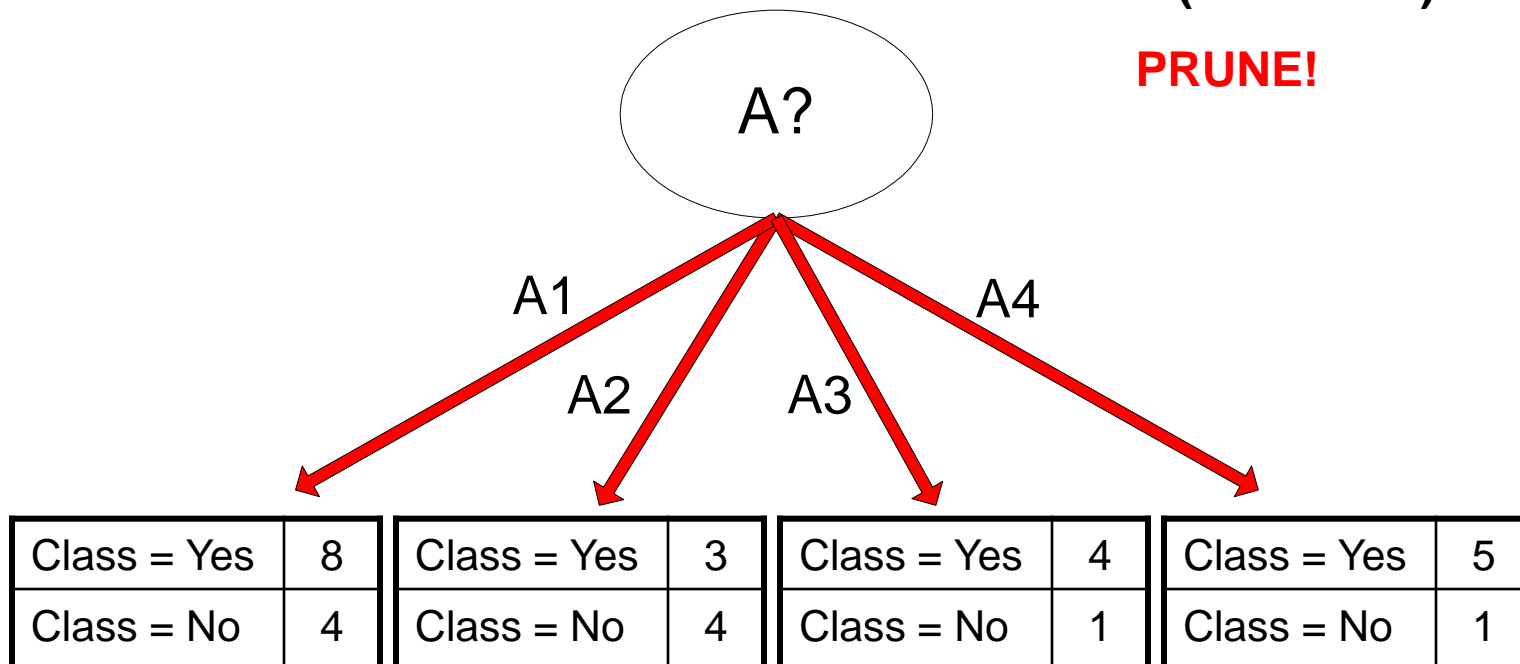 PRUNE!
A?
A1
A4
A2
A3
Class = Yes 8 Class = Yes 3 Class = Yes 4 Class = Yes 5
Class = No 4 Class = No 4 Class = No 1 Class = No 1